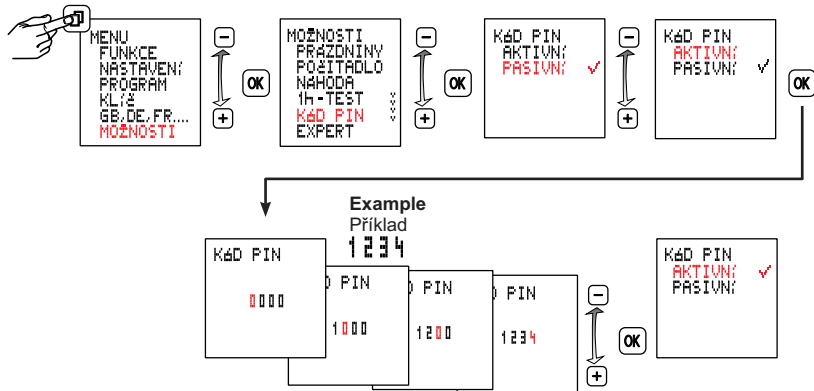 MENU
FUNKCE
NASTAVENí
PROGRAM
KLíč
GB,DE,FR....
MOŽNOSTI
−
OK
+
MOŽNOSTI
PRÁZDNINY
POčITADLO
NÁHODA
1h-TEST
KóD PIN
EXPERT
−
OK
+
KóD PIN
AKTIVNí
PASIVNí ✓
−
OK
+
KóD PIN
AKTIVNí
PASIVNí ✓
OK
Example
Příklad
1234
KóD PIN
0000
PIN
1000
PIN
1200
PIN
1234
−
OK
+
KóD PIN
AKTIVNí ✓
PASIVNí